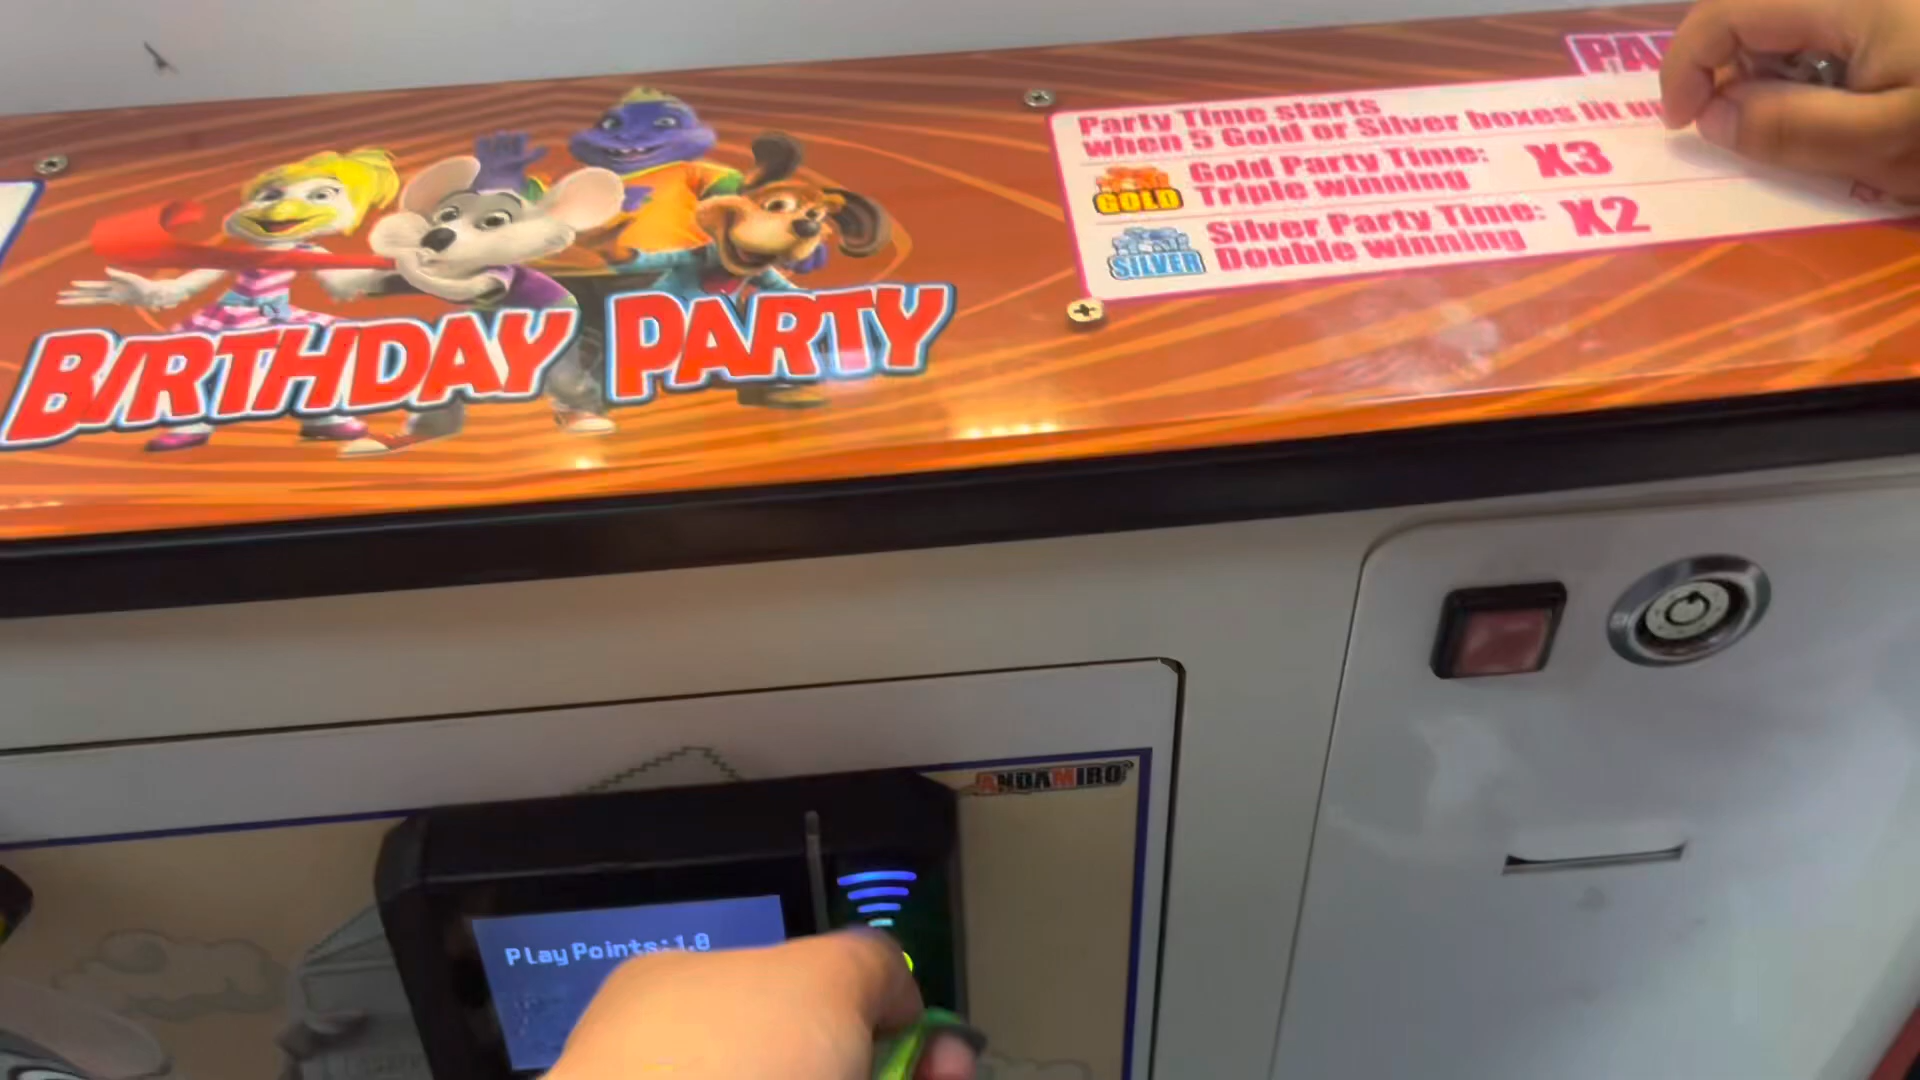 Party Time starts
when 5 Gold or Silver boxes lit up
GOLD
Gold Party Time:
Triple winning
X3
SILVER
Silver Party Time:
Double winning
X2
BIRTHDAY PARTY
ANDAMIRO
Play Points:1.0